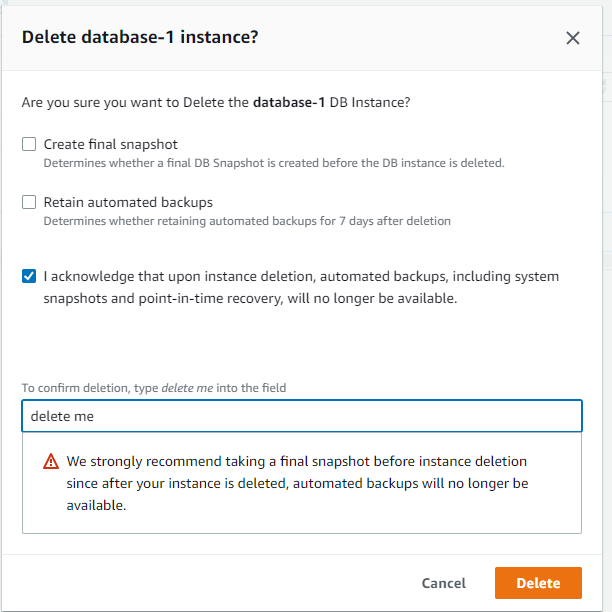 Delete database-1 instance?
Are you sure you want to Delete the database-1 DB Instance?
Create final snapshot
Determines whether a final DB Snapshot is created before the DB instance is deleted.
Retain automated backups
Determines whether retaining automated backups for 7 days after deletion
I acknowledge that upon instance deletion, automated backups, including system
snapshots and point-in-time recovery, will no longer be available.
To confirm deletion, type delete me into the field
delete me
We strongly recommend taking a final snapshot before instance deletion
since after your instance is deleted, automated backups will no longer be
available.
Cancel
Delete